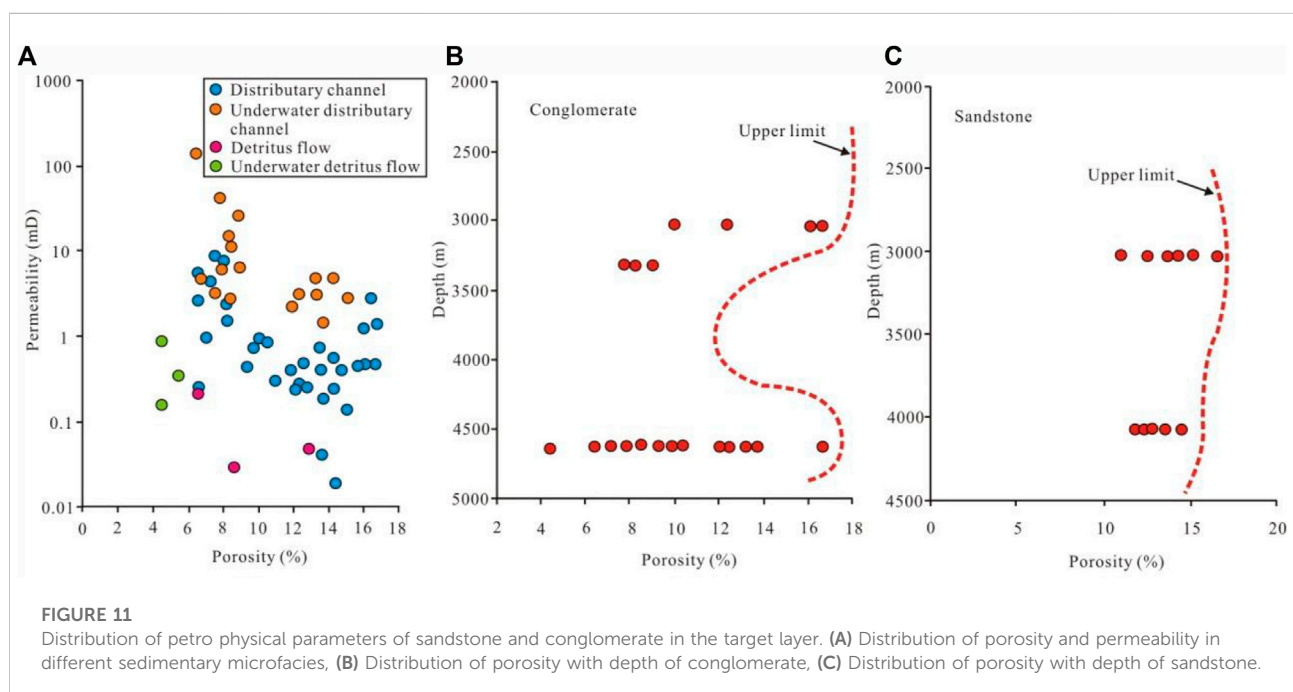 A
B
C
1000
100
10
1
0.1
0.01
Permeability (mD)
0
2
4
6
8
10
12
14
16
18
Porosity (%)
Distributary channel
Underwater distributary
channel
Detritus flow
Underwater detritus flow
2000
2500
3000
3500
4000
4500
5000
Depth (m)
Conglomerate
Upper limit
2
4
6
8
10
12
14
16
18
Porosity (%)
2000
2500
3000
3500
4000
4500
Depth (m)
Sandstone
Upper limit
0
5
10
15
20
Porosity (%)
FIGURE 11
Distribution of petro physical parameters of sandstone and conglomerate in the target layer. (A) Distribution of porosity and permeability in
different sedimentary microfacies, (B) Distribution of porosity with depth of conglomerate, (C) Distribution of porosity with depth of sandstone.